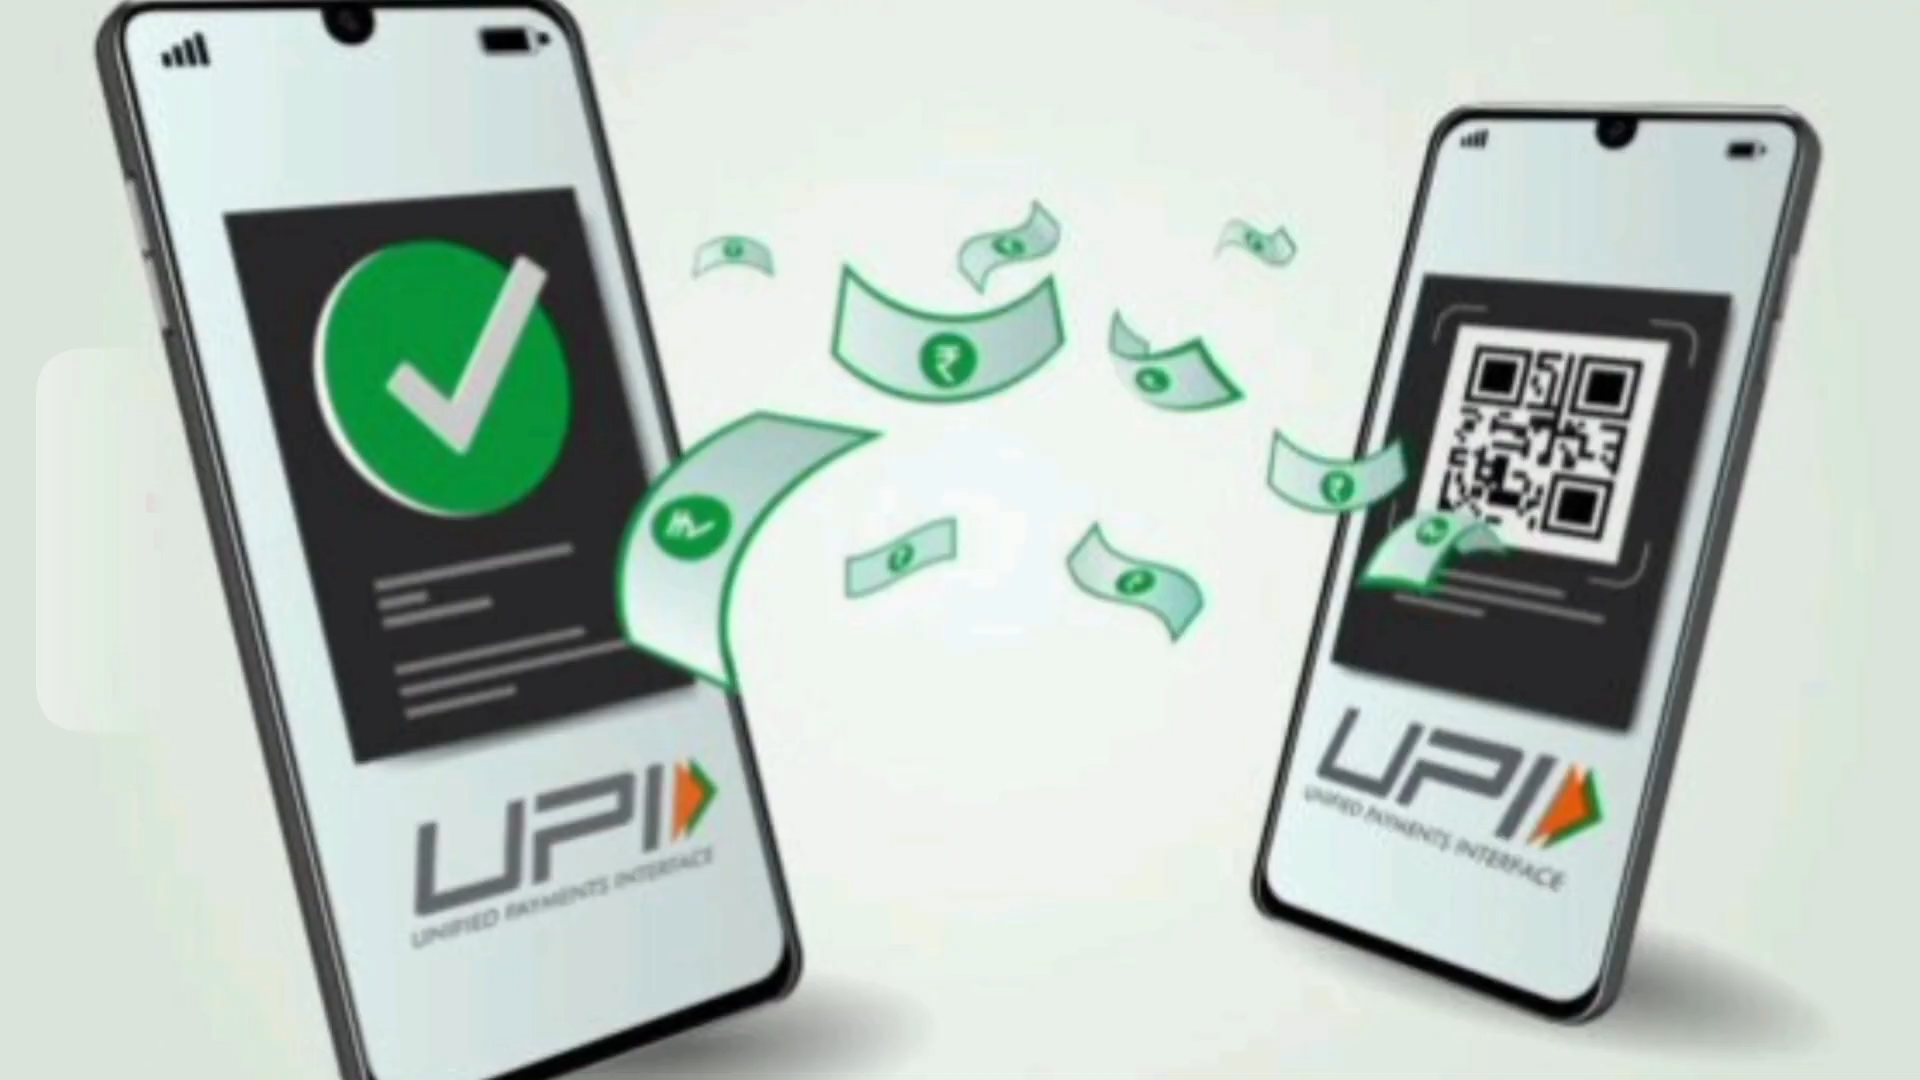 UPI
UNIFIED PAYMENTS INTERFACE
UPI
UNIFIED PAYMENTS INTERFACE
₹
₹
₹